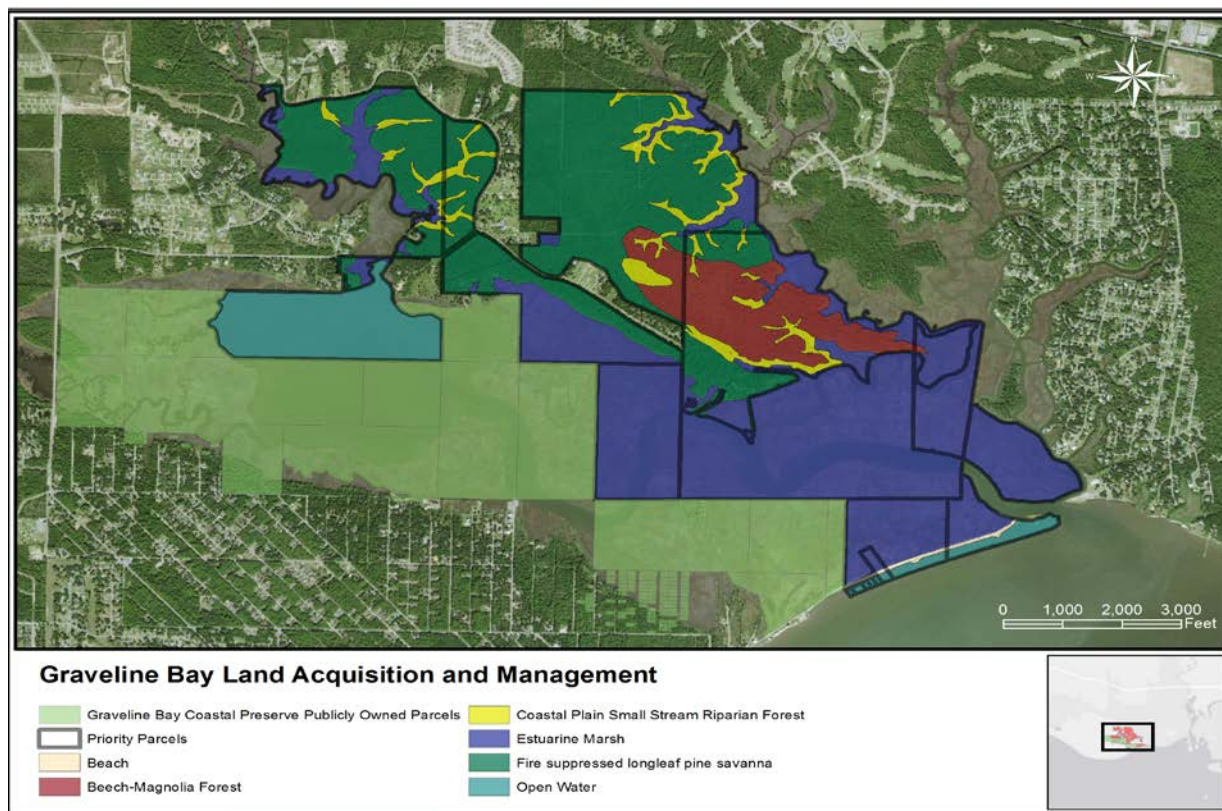 N
W
E
S
0 1,000 2,000 3,000
Feet
Graveline Bay Land Acquisition and Management
Graveline Bay Coastal Preserve Publicly Owned Parcels
Priority Parcels
Beach
Beech-Magnolia Forest
Coastal Plain Small Stream Riparian Forest
Estuarine Marsh
Fire suppressed longleaf pine savanna
Open Water